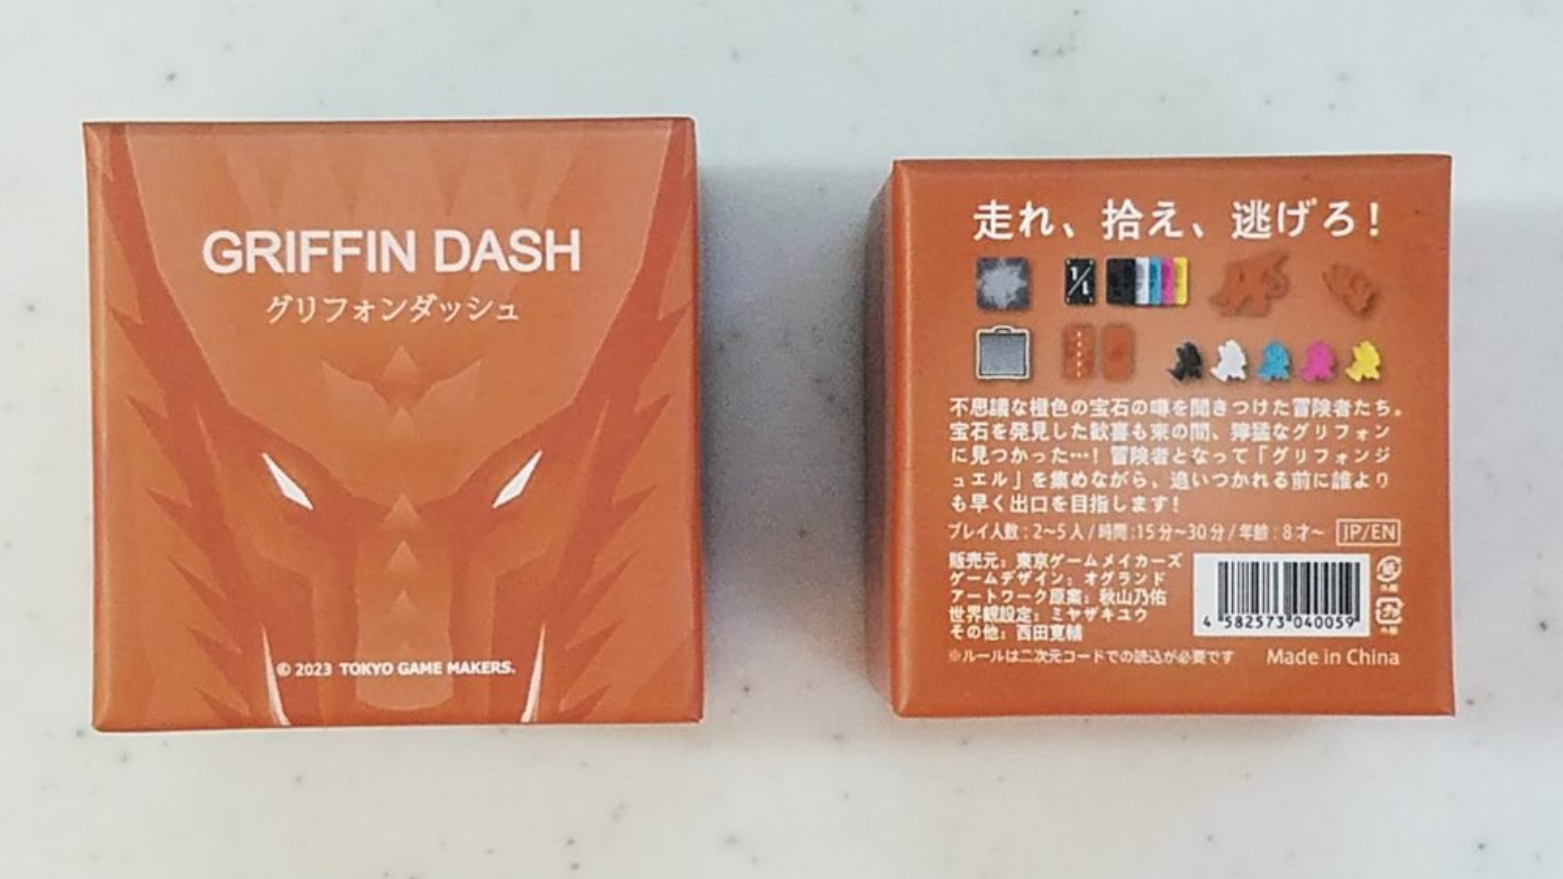 GRIFFIN DASH
グリフォンダッシュ
© 2023 TOKYO GAME MAKERS.
走れ、拾え、逃げろ!
1/1
不思議な橙色の宝石の噂を聞きつけた冒険者たち。
宝石を発見した歓喜も束の間、獰猛なグリフォン
に見つかった…! 冒険者となって「グリフォンジ
ュエル」を集めながら、追いつかれる前に誰より
も早く出口を目指します!
プレイ人数:2~5人/時間:15分~30分/年齢:8才~ JP/EN
販売元: 東京ゲームメイカーズ
ゲームデザイン: オグランド
アートワーク原案: 秋山乃佑
世界観設定: ミヤザキユウ
その他: 西田寛輔
4 582573 040059
※ルールは二次元コードでの読込が必要です
Made in China